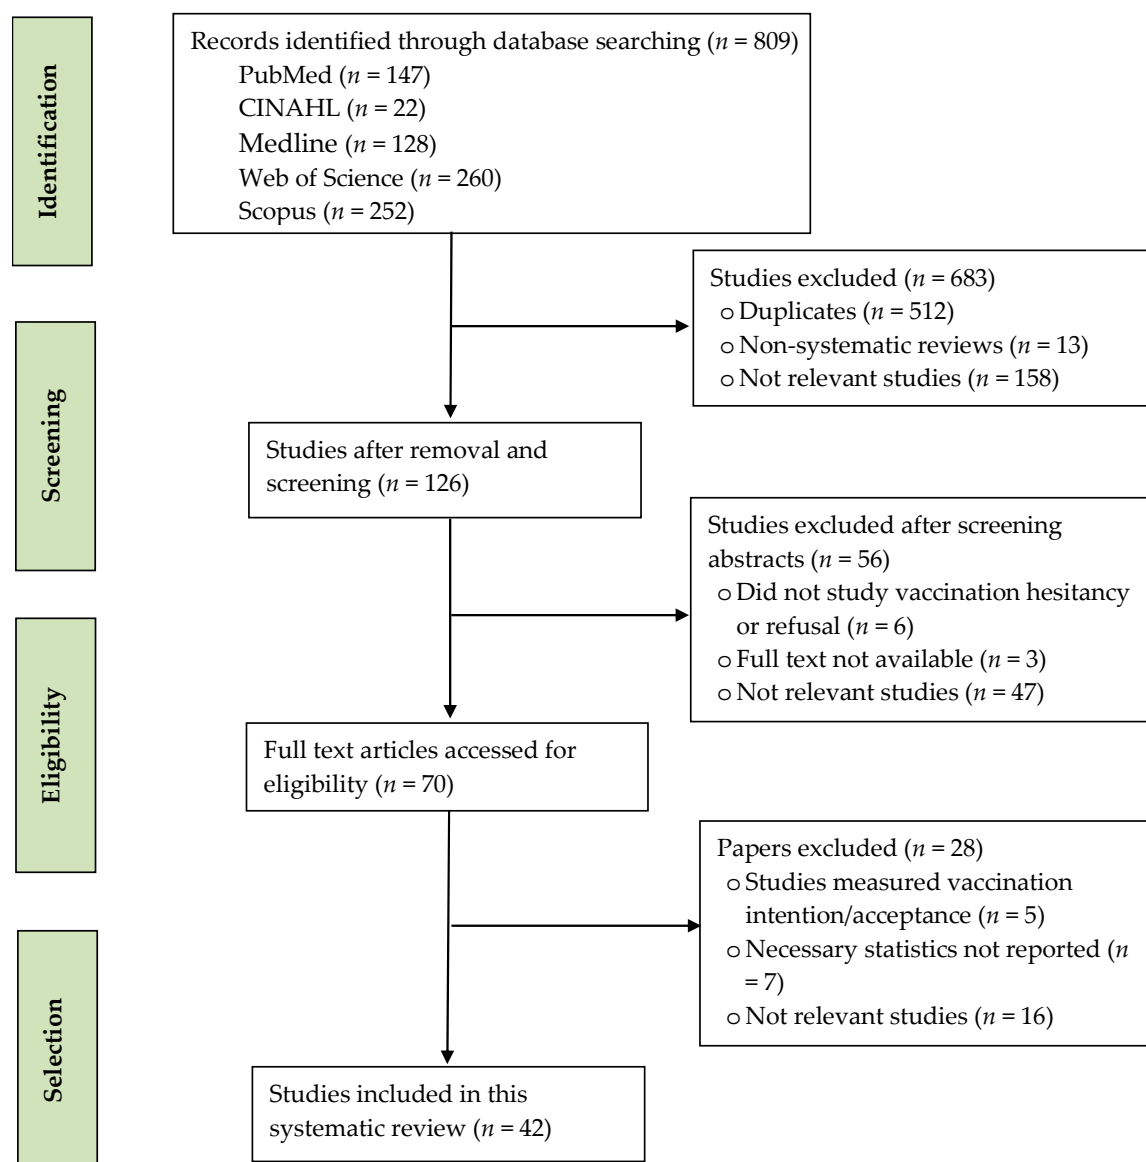 Identification
Records identified through database searching (n = 809)
PubMed (n = 147)
CINAHL (n = 22)
Medline (n = 128)
Web of Science (n = 260)
Scopus (n = 252)
Studies excluded (n = 683)
o Duplicates (n = 512)
o Non-systematic reviews (n = 13)
o Not relevant studies (n = 158)
Screening
Studies after removal and
screening (n = 126)
Studies excluded after screening
abstracts (n = 56)
o Did not study vaccination hesitancy
or refusal (n = 6)
o Full text not available (n = 3)
o Not relevant studies (n = 47)
Eligibility
Full text articles accessed for
eligibility (n = 70)
Papers excluded (n = 28)
o Studies measured vaccination
intention/acceptance (n = 5)
o Necessary statistics not reported (n
= 7)
o Not relevant studies (n = 16)
Selection
Studies included in this
systematic review (n = 42)